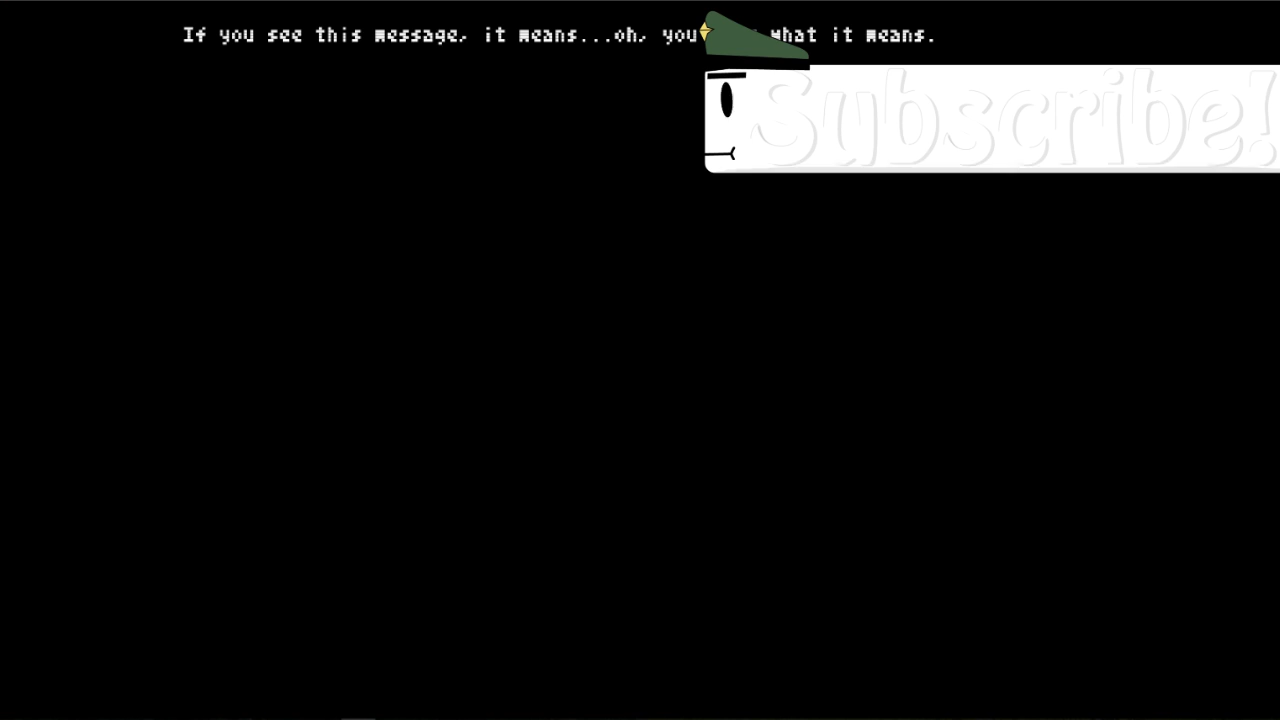 If you see this message, it means...oh, you what it means.
Subscribe!